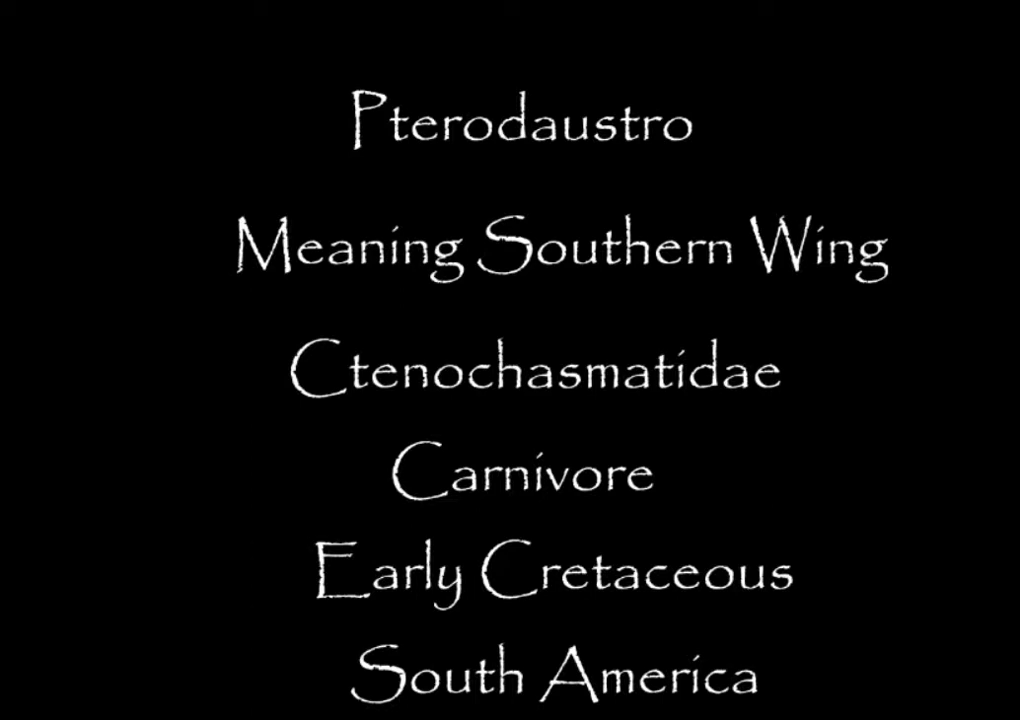 Pterodaustro
Meaning Southern Wing
Ctenochasmatidae
Carnivore
Early Cretaceous
South America